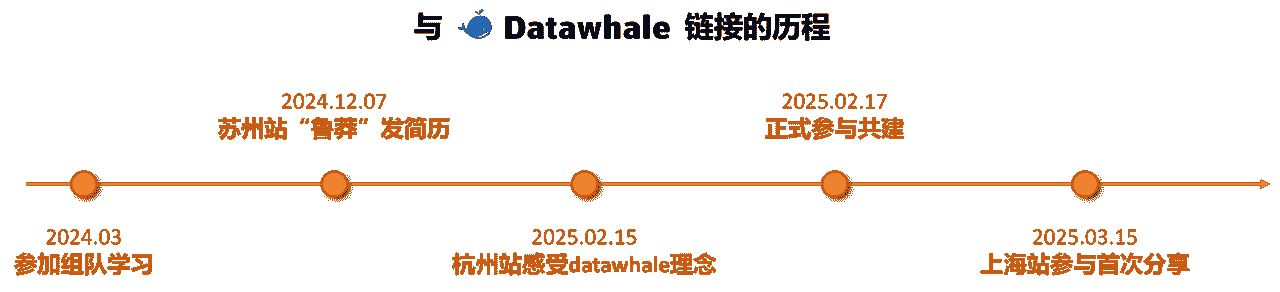 与 Datawhale 链接的历程
2024.12.07
苏州站“鲁莽”发简历
2025.02.17
正式参与共建
2024.03
参加组队学习
2025.02.15
杭州站感受datawhale理念
2025.03.15
上海站参与首次分享